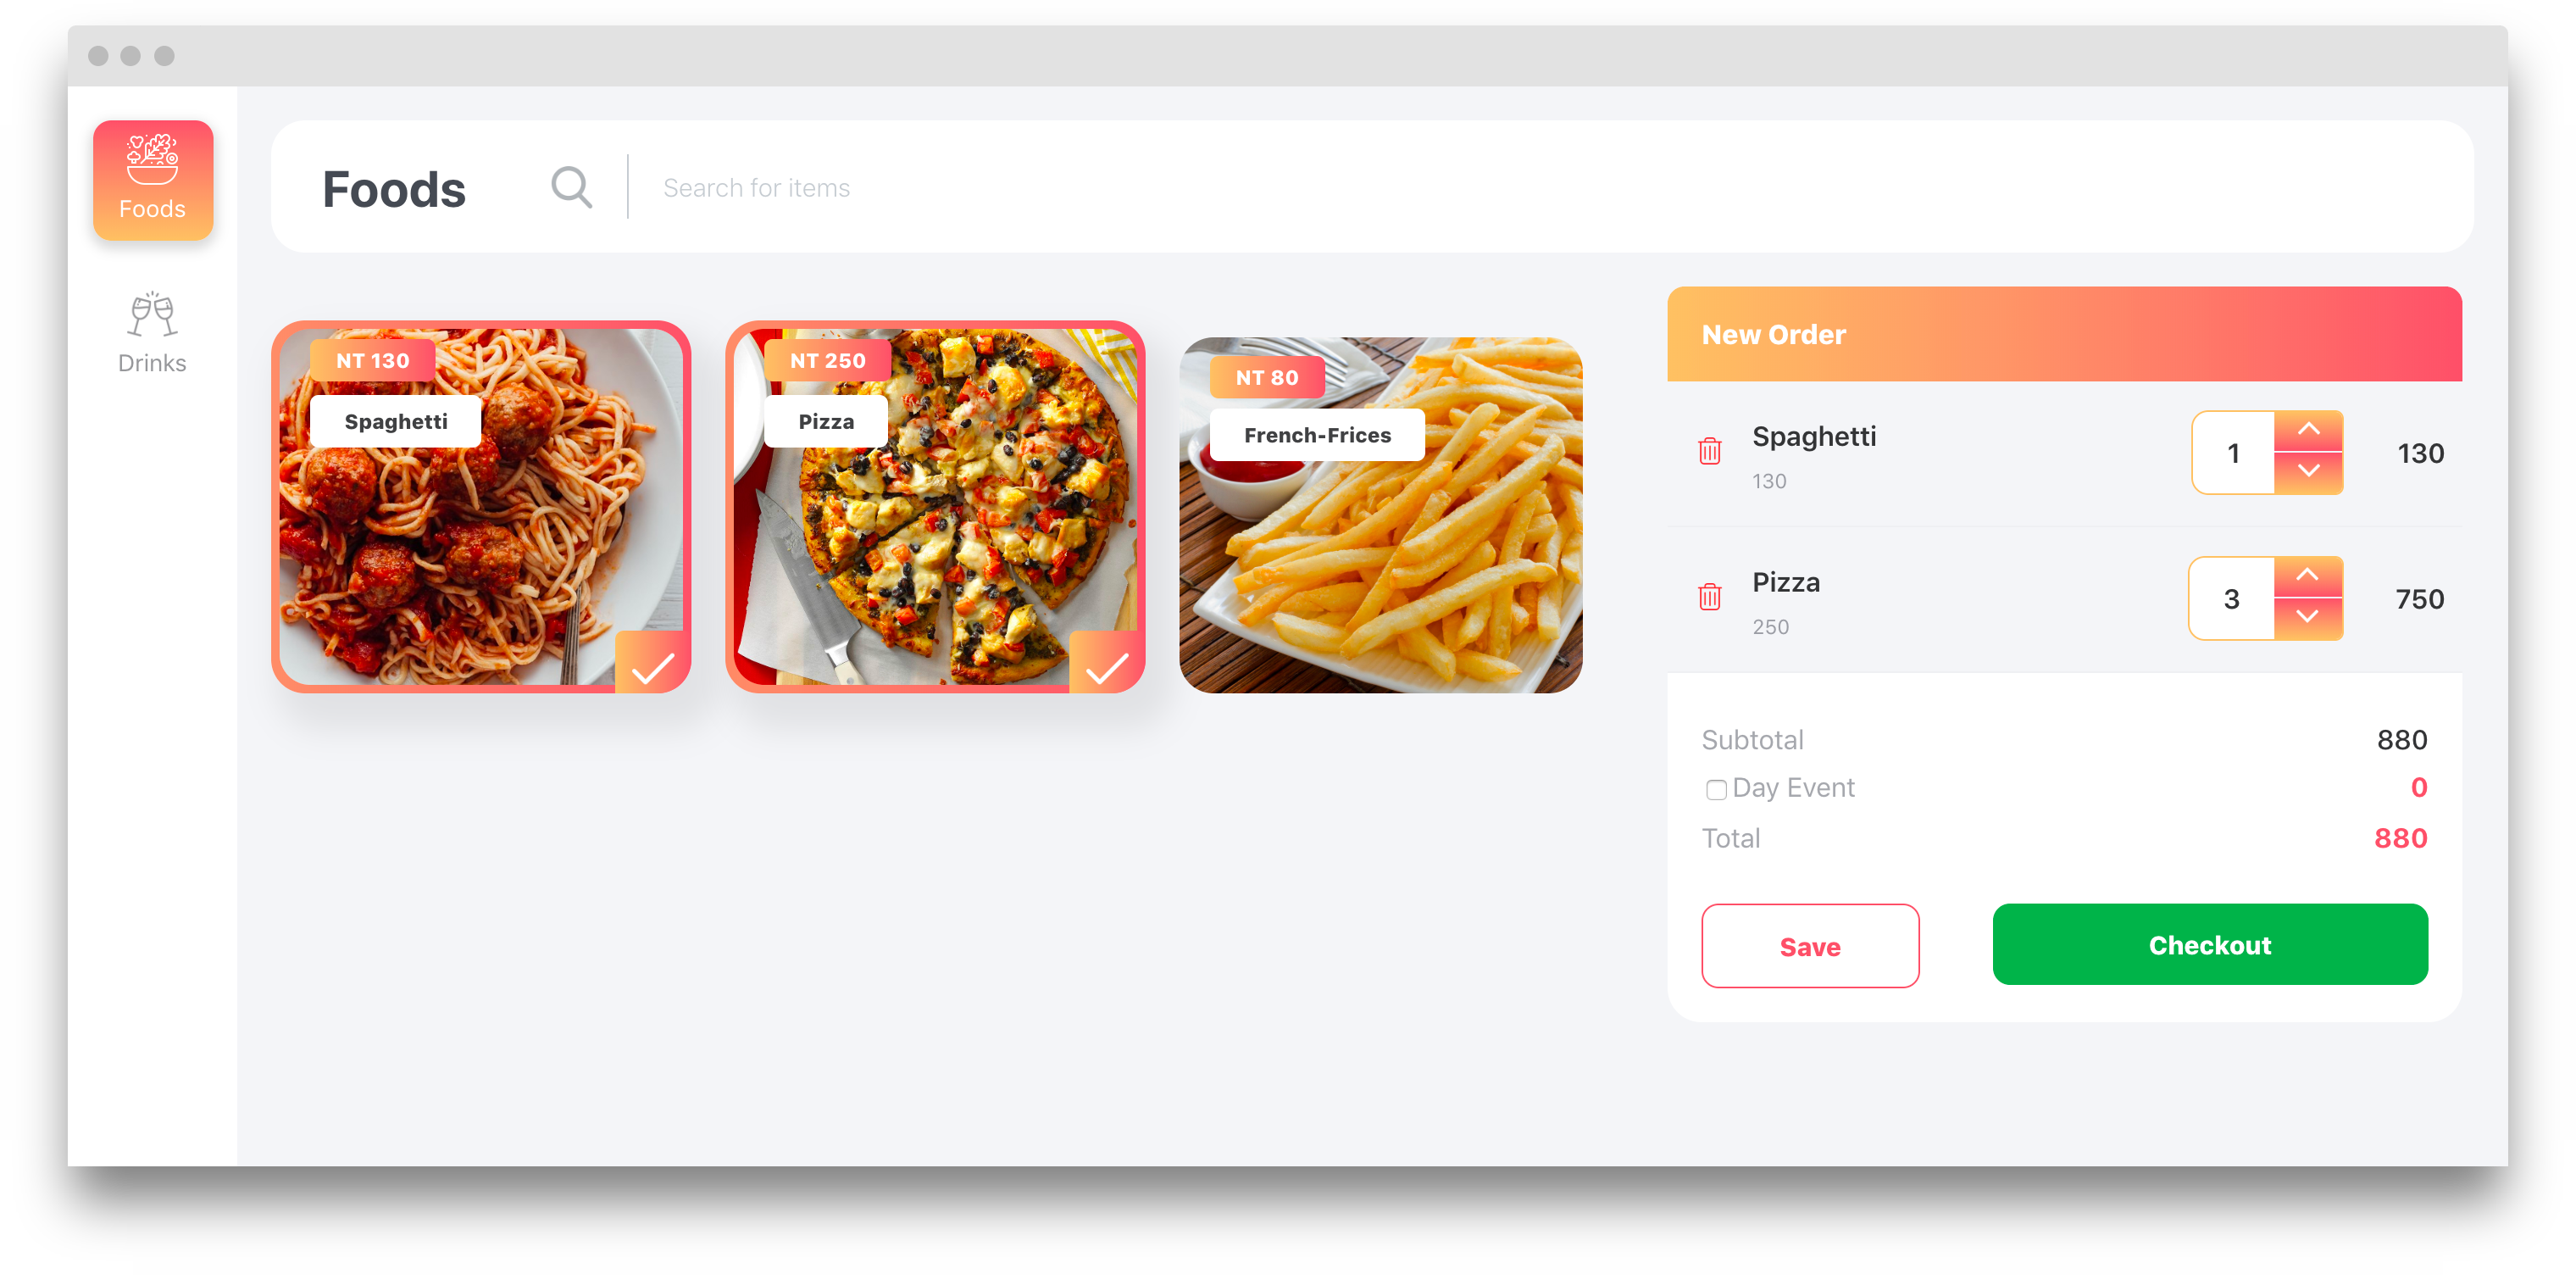 Foods
Drinks
Foods
Search for items
NT 130
Spaghetti
NT 250
Pizza
NT 80
French-Frices
New Order
Spaghetti
130
1
130
Pizza
250
3
750
Subtotal
880
Day Event
0
Total
880
Save
Checkout